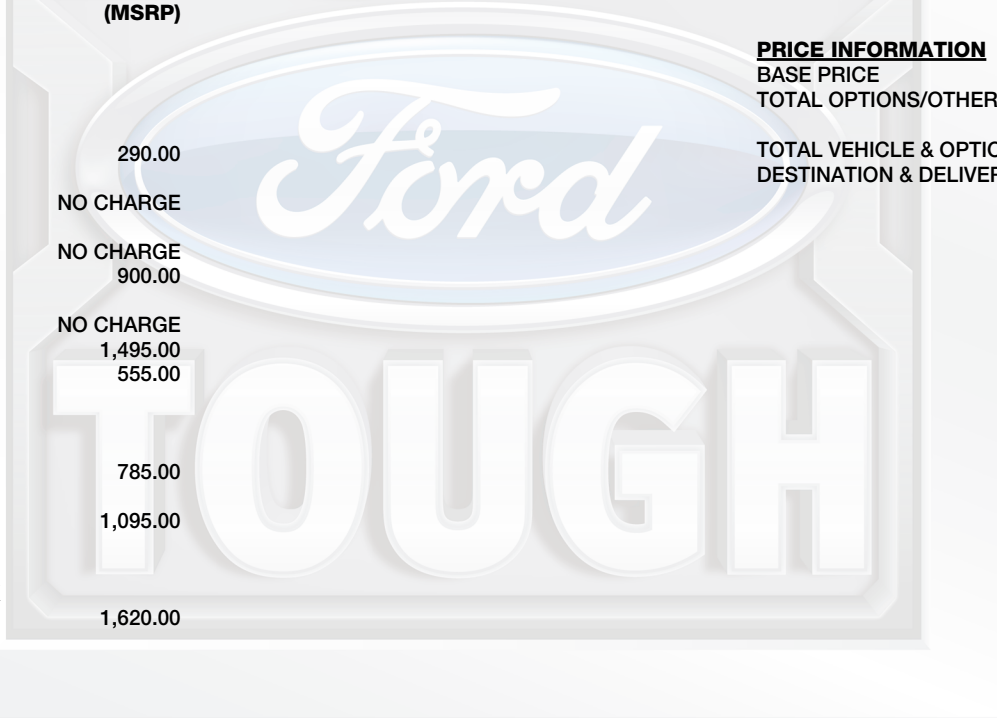 (MSRP)
290.00
NO CHARGE
NO CHARGE
900.00
NO CHARGE
1,495.00
555.00
785.00
1,095.00
1,620.00
PRICE INFORMATION
BASE PRICE
TOTAL OPTIONS/OTHER
TOTAL VEHICLE & OPTIO
DESTINATION & DELIVER
Ford
TOUGH